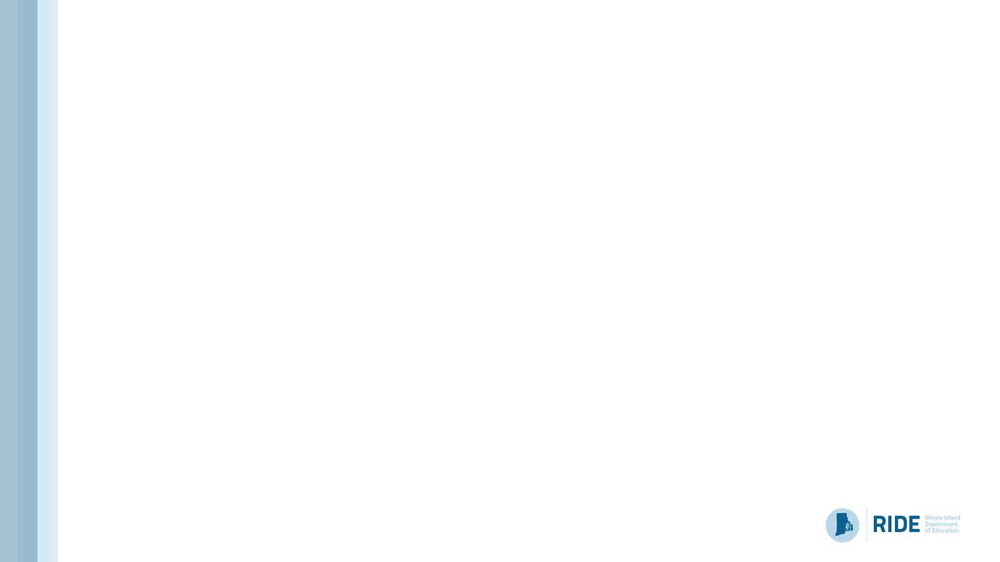 RIDE
Rhode Island
Department
of Education